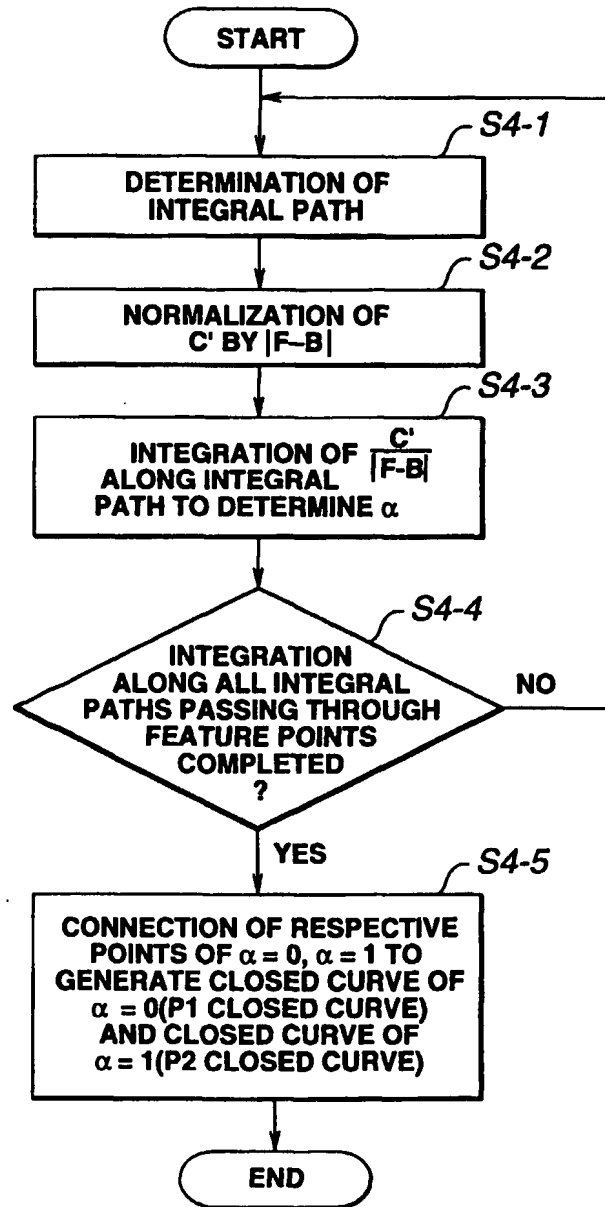 START
S4-1
DETERMINATION OF
INTEGRAL PATH
S4-2
NORMALIZATION OF
C' BY |F–B|
S4-3
INTEGRATION OF C'/|F-B|
ALONG INTEGRAL
PATH TO DETERMINE α
S4-4
INTEGRATION
ALONG ALL INTEGRAL
PATHS PASSING THROUGH
FEATURE POINTS
COMPLETED
?
NO
YES
S4-5
CONNECTION OF RESPECTIVE
POINTS OF α = 0, α = 1 TO
GENERATE CLOSED CURVE OF
α = 0(P1 CLOSED CURVE)
AND CLOSED CURVE OF
α = 1(P2 CLOSED CURVE)
END